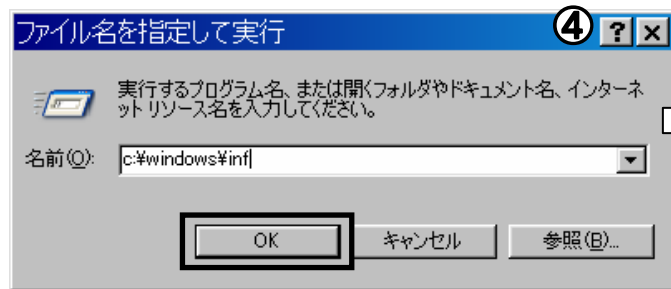 ファイル名を指定して実行
④
?
×
実行するプログラム名、または開くフォルダやドキュメント名、インターネ
ット リソース名を入力してください。
名前(O):
c:¥windows¥inf
OK
キャンセル
参照(B)...